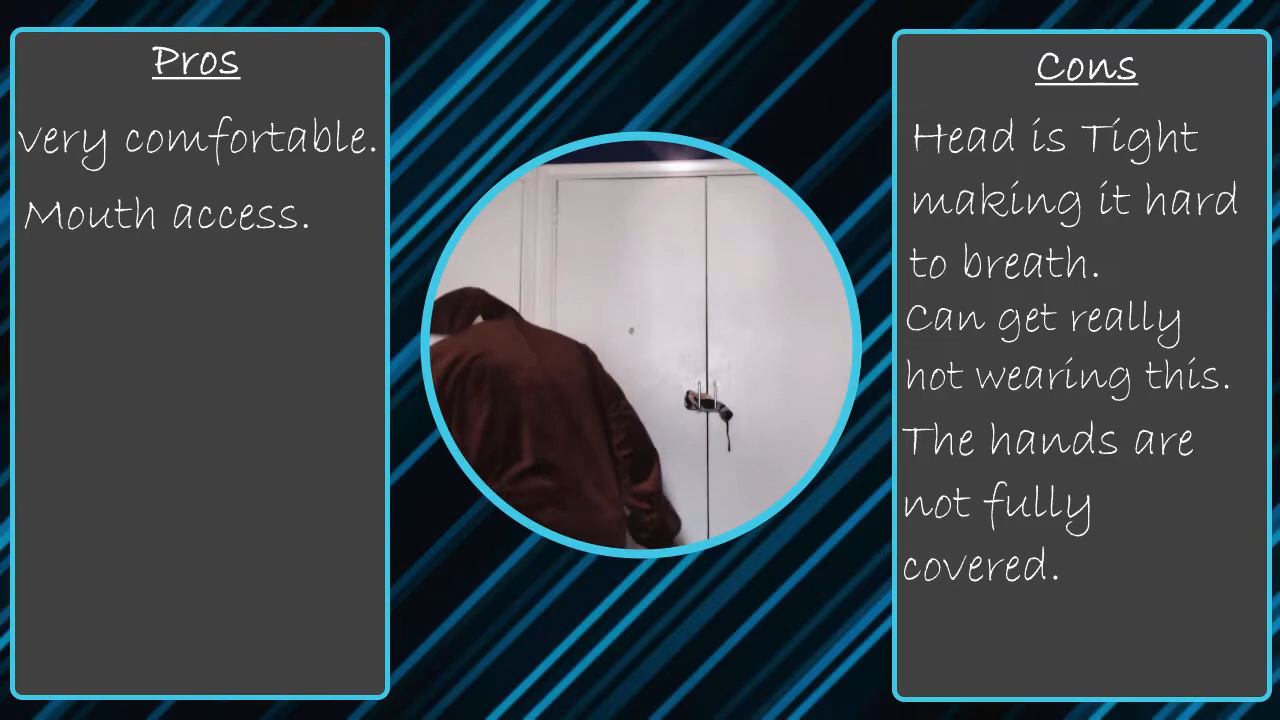 Pros
very comfortable.
Mouth access.
Cons
Head is Tight
making it hard
to breath.
Can get really
hot wearing this.
The hands are
not fully
covered.